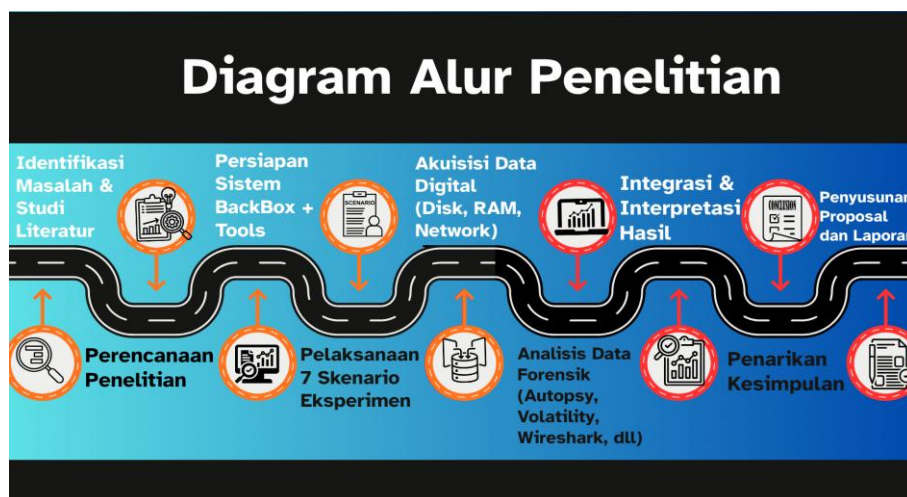 Diagram Alur Penelitian
Identifikasi
Masalah &
Studi
Literatur
Perencanaan
Penelitian
Persiapan
Sistem
BackBox +
Tools
SCENARIO
Pelaksanaan
7 Skenario
Eksperimen
Akuisisi Data
Digital
(Disk, RAM,
Network)
Analisis Data
Forensik
(Autopsy,
Volatility,
Wireshark, dll)
Integrasi &
Interpretasi
Hasil
CONCLUSION
Penarikan
Kesimpulan
Penyusunan
Proposal
dan Laporan